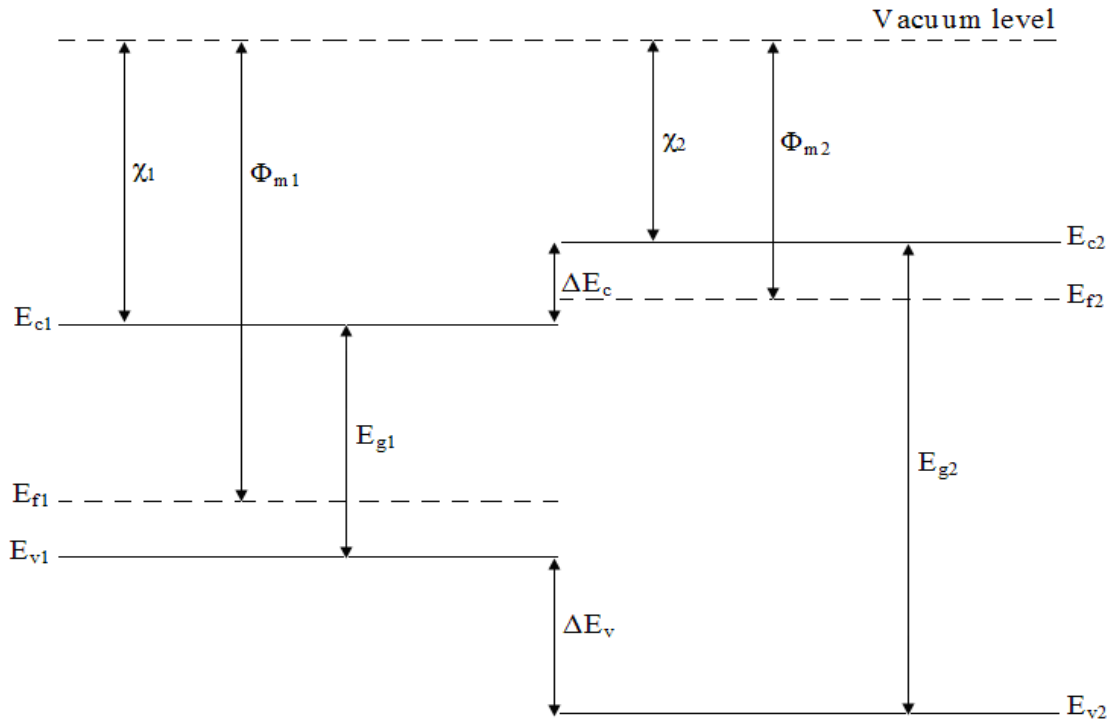 Vacuum level
χ1
Φm1
χ2
Φm2
Ec2
ΔEc
Ef2
Ec1
Eg1
Eg2
Ef1
Ev1
ΔEv
Ev2